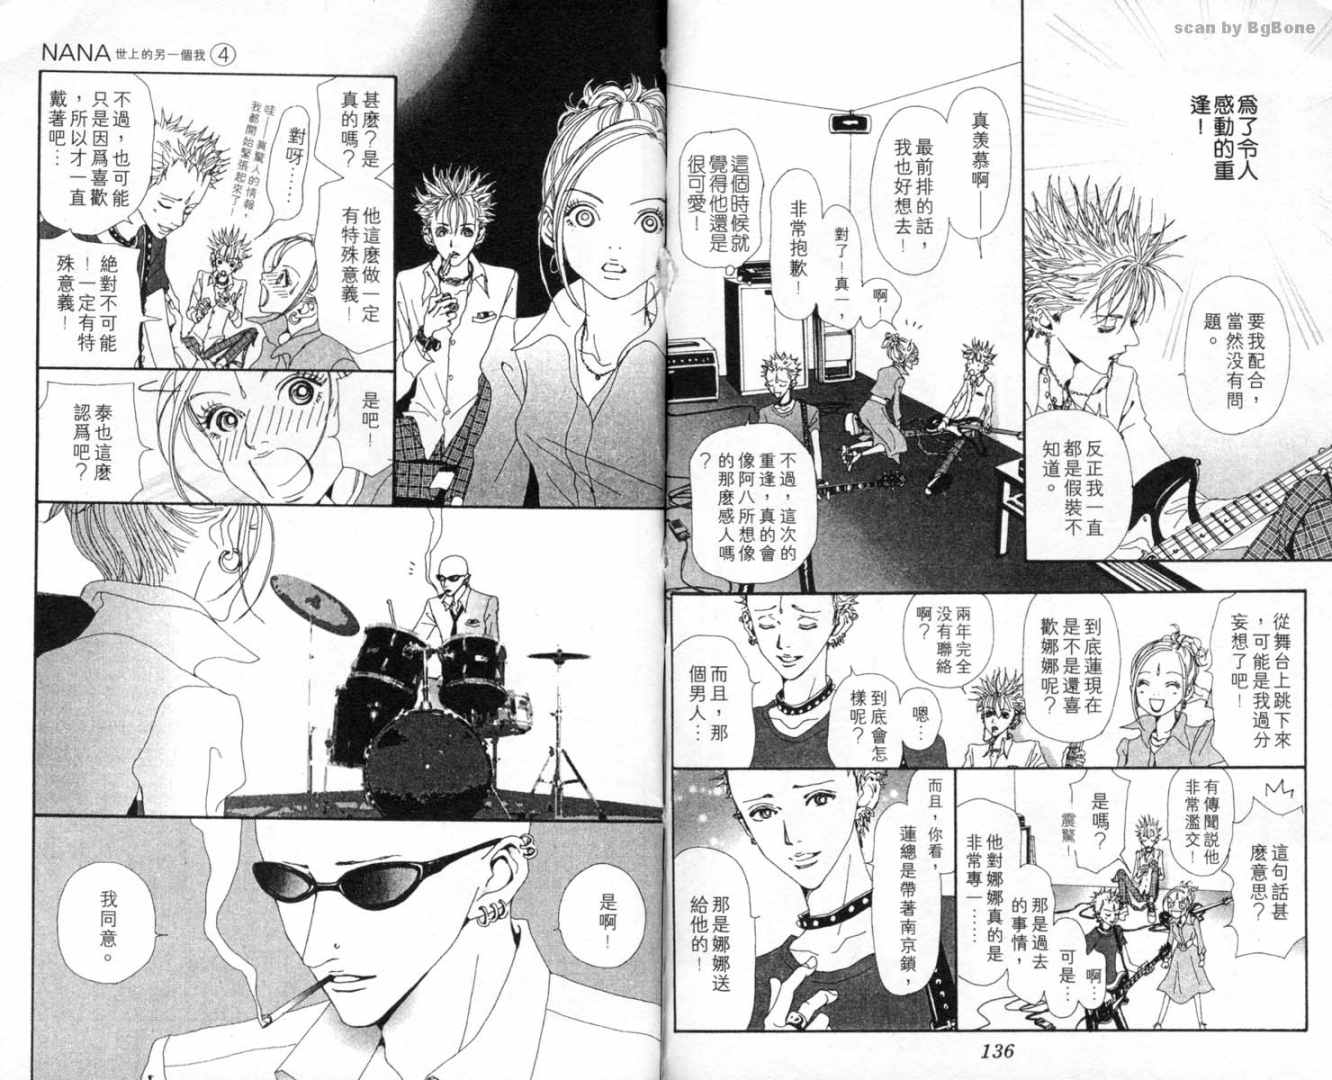 scan by BgBone
為了令人
感動的重
逢！
要我配合，
當然没有問
題。
反正我一直
都是假裝不
知道。
真羡慕啊——
最前排的話，
我也好想去！
啊！
對了！真一，
非常抱歉！
這個時候就
覺得他還是
很可愛！
不過，這次的
重逢，真的會
像阿八所想像
的那麼感人嗎
？
從舞台上跳下來
，可能是我過分
妄想了吧！
到底蓮現在
是不是還喜
歡娜娜呢？
兩年完全
没有聯絡
啊？
嗯…
到底會怎
樣呢？
而且，那
個男人…
這句話甚
麼意思？
有傳聞説他
非常濫交！
是嗎？
震驚！
啊…
可是…
那是過去
的事情，
他對娜娜真的是
非常專一……
而且，你看，
蓮總是帶著南京鎖，
那是娜娜送
給他的！
136
NANA 世上的另一個我 ④
甚麼？是
真的嗎？
他這麼做一定
有特殊意義！
對呀……
哇——真驚人的情報，
我都開始緊張起來了！
不過，也可能
只是因爲喜歡
，所以才一直
戴著吧…
絶對不可能
！一定有特
殊意義！
是吧！
泰也這麼
認爲吧？
是啊！
我同意。